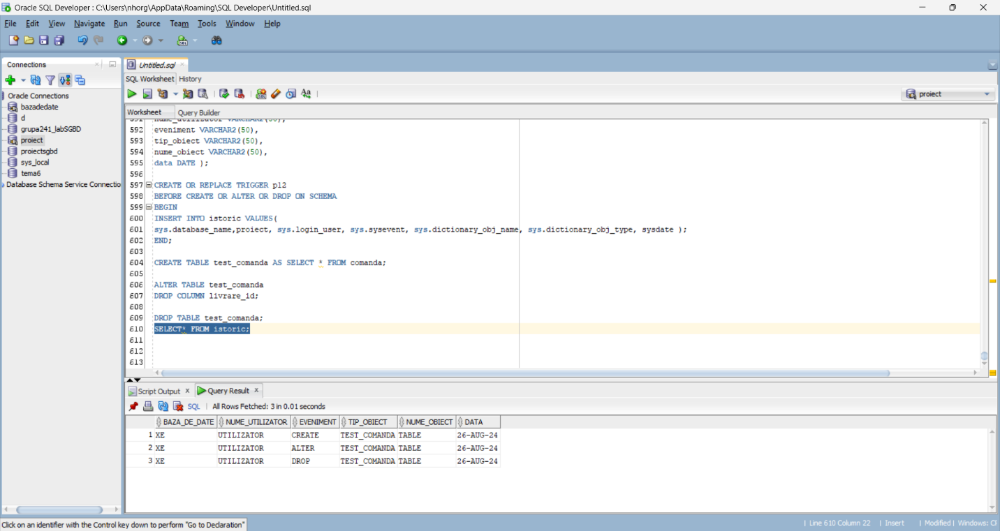 Oracle SQL Developer : C:\Users\nhorg\AppData\Roaming\SQL Developer\Untitled.sql
File Edit View Navigate Run Source Team Tools Window Help
Connections
Oracle Connections
bazadedate
d
grupa241_labSGBD
proiect
proiectsgbd
sys_local
tema6
Database Schema Service Connectio
Untitled.sql
SQL Worksheet History
proiect
Worksheet Query Builder
591 nume_utilizator VARCHAR2(50),
592 eveniment VARCHAR2(50),
593 tip_obiect VARCHAR2(50),
594 nume_obiect VARCHAR2(50),
595 data DATE );
596
597 CREATE OR REPLACE TRIGGER p12
598 BEFORE CREATE OR ALTER OR DROP ON SCHEMA
599 BEGIN
600 INSERT INTO istoric VALUES(
601 sys.database_name,proiect, sys.login_user, sys.sysevent, sys.dictionary_obj_name, sys.dictionary_obj_type, sysdate );
602 END;
603
604 CREATE TABLE test_comanda AS SELECT * FROM comanda;
605
606 ALTER TABLE test_comanda
607 DROP COLUMN livrare_id;
608
609 DROP TABLE test_comanda;
610 SELECT* FROM istoric;
611
612
613
Script Output Query Result
SQL | All Rows Fetched: 3 in 0.01 seconds
BAZA_DE_DATE NUME_UTILIZATOR EVENIMENT TIP_OBIECT NUME_OBIECT DATA
1 XE UTILIZATOR CREATE TEST_COMANDA TABLE 26-AUG-24
2 XE UTILIZATOR ALTER TEST_COMANDA TABLE 26-AUG-24
3 XE UTILIZATOR DROP TEST_COMANDA TABLE 26-AUG-24
Click on an identifier with the Control key down to perform "Go to Declaration"
| Line 610 Column 22 | Insert | Modified | Windows: C